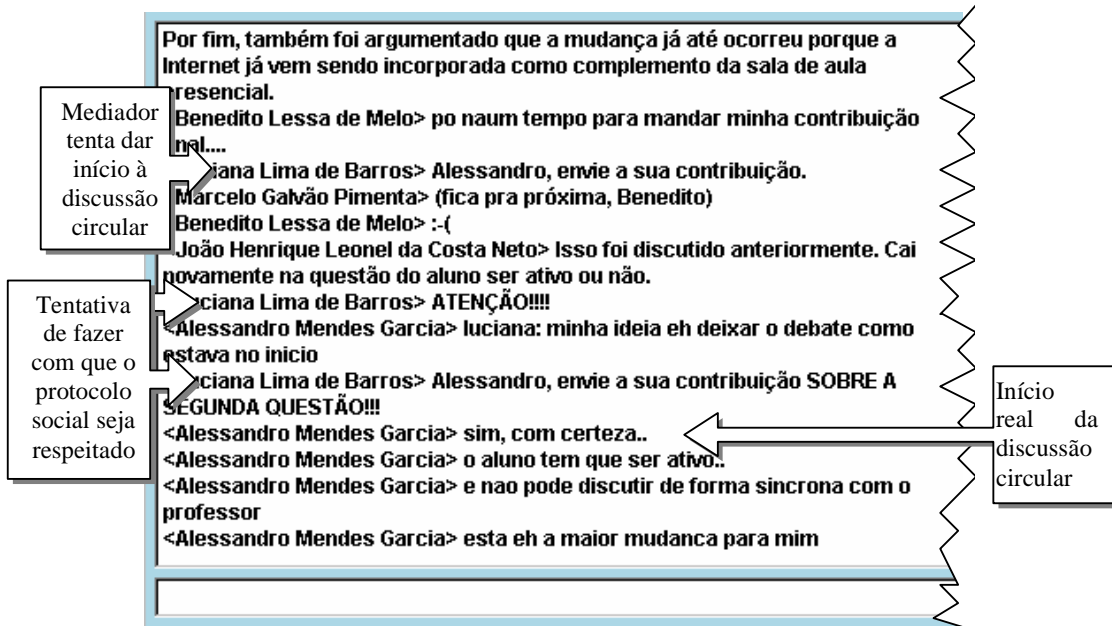 Por fim, também foi argumentado que a mudança já até ocorreu porque a
Internet já vem sendo incorporada como complemento da sala de aula
presencial.
Benedito Lessa de Melo> po naum tempo para mandar minha contribuição
Lima de Barros> Alessandro, envie a sua contribuição.
Marcelo Galvão Pimenta> (fica pra próxima, Benedito)
Benedito Lessa de Melo> :-(
João Henrique Leonel da Costa Neto> Isso foi discutido anteriormente. Cai
novamente na questão do aluno ser ativo ou não.
Lima de Barros> ATENÇÃO!!!!
<Alessandro Mendes Garcia> luciana: minha ideia eh deixar o debate como
estava no inicio
Lima de Barros> Alessandro, envie a sua contribuição SOBRE A
SEGUNDA QUESTÃO!!!
<Alessandro Mendes Garcia> sim, com certeza..
<Alessandro Mendes Garcia> o aluno tem que ser ativo..
<Alessandro Mendes Garcia> e nao pode discutir de forma sincrona com o
professor
<Alessandro Mendes Garcia> esta eh a maior mudanca para mim
Mediador
tenta dar
início à
discussão
circular
Tentativa
de fazer
com que o
protocolo
social seja
respeitado
Início
real da
discussão
circular